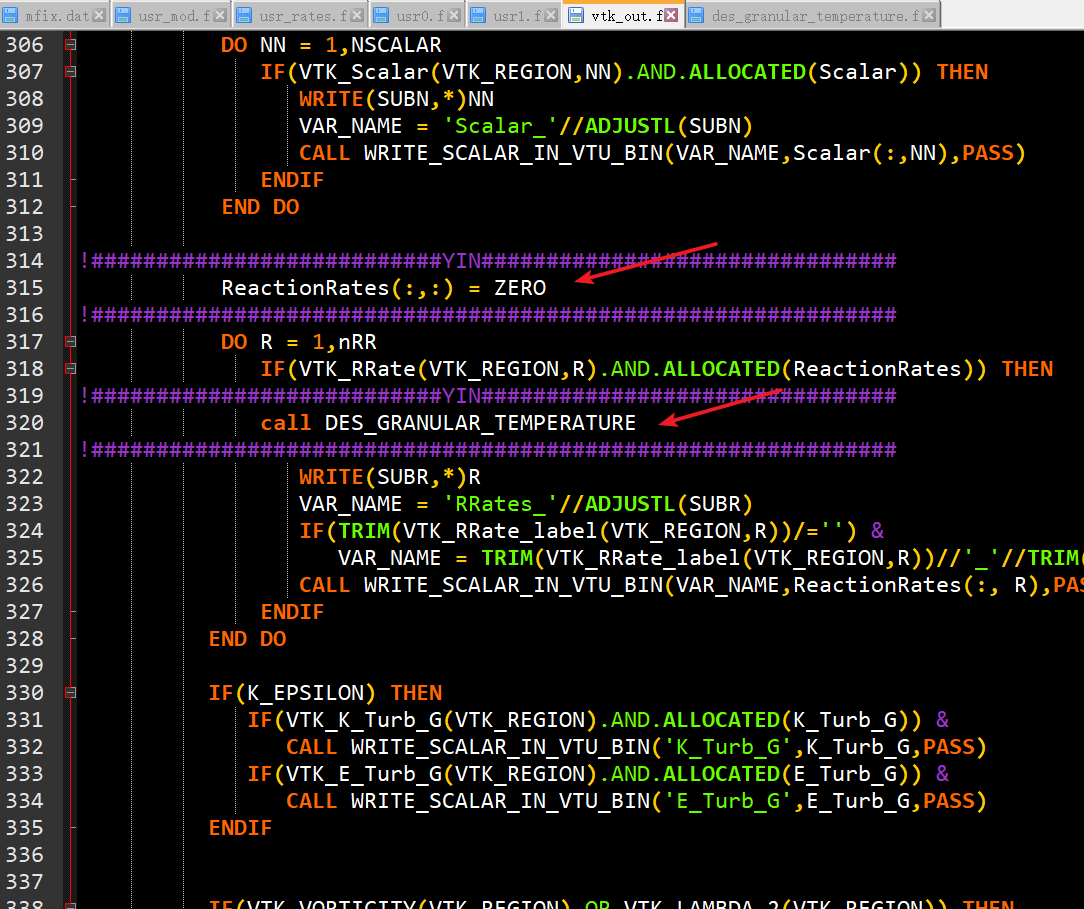 mfix.dat usr_mod.f usr_rates.f usr0.f usr1.f vtk_out.f des_granular_temperature.f
306 DO NN = 1,NSCALAR
307 IF(VTK_Scalar(VTK_REGION,NN).AND.ALLOCATED(Scalar)) THEN
308 WRITE(SUBN,*)NN
309 VAR_NAME = 'Scalar_'//ADJUSTL(SUBN)
310 CALL WRITE_SCALAR_IN_VTU_BIN(VAR_NAME,Scalar(:,NN),PASS)
311 ENDIF
312 END DO
313
314 !###########################YIN################################
315 ReactionRates(:,:) = ZERO
316 !##############################################################
317 DO R = 1,nRR
318 IF(VTK_RRate(VTK_REGION,R).AND.ALLOCATED(ReactionRates)) THEN
319 !###########################YIN################################
320 call DES_GRANULAR_TEMPERATURE
321 !##############################################################
322 WRITE(SUBR,*)R
323 VAR_NAME = 'RRates_'//ADJUSTL(SUBR)
324 IF(TRIM(VTK_RRate_label(VTK_REGION,R))/='') &
325 VAR_NAME = TRIM(VTK_RRate_label(VTK_REGION,R))//'_'//TRIM(
326 CALL WRITE_SCALAR_IN_VTU_BIN(VAR_NAME,ReactionRates(:, R),PAS
327 ENDIF
328 END DO
329
330 IF(K_EPSILON) THEN
331 IF(VTK_K_Turb_G(VTK_REGION).AND.ALLOCATED(K_Turb_G)) &
332 CALL WRITE_SCALAR_IN_VTU_BIN('K_Turb_G',K_Turb_G,PASS)
333 IF(VTK_E_Turb_G(VTK_REGION).AND.ALLOCATED(E_Turb_G)) &
334 CALL WRITE_SCALAR_IN_VTU_BIN('E_Turb_G',E_Turb_G,PASS)
335 ENDIF
336
337
338 IF(VTK_VORTICITY(VTK_REGION).OR.VTK_LAMBDA_2(VTK_REGION)) THEN